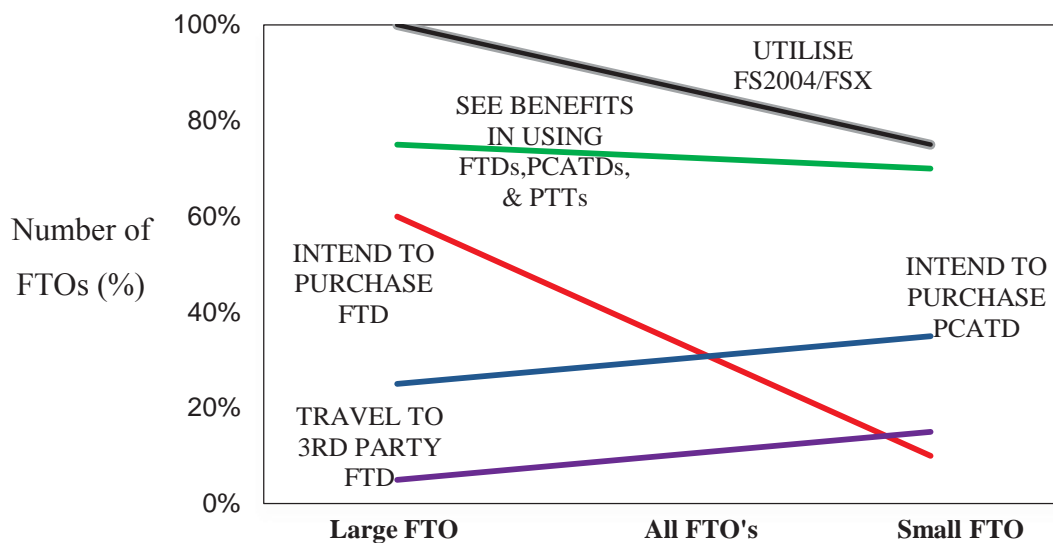 100%
80%
60%
40%
20%
0%
Number of
FTOs (%)
UTILISE
FS2004/FSX
SEE BENEFITS
IN USING
FTDs,PCATDs,
& PTTs
INTEND TO
PURCHASE
FTD
INTEND TO
PURCHASE
PCATD
TRAVEL TO
3RD PARTY
FTD
Large FTO All FTO's Small FTO